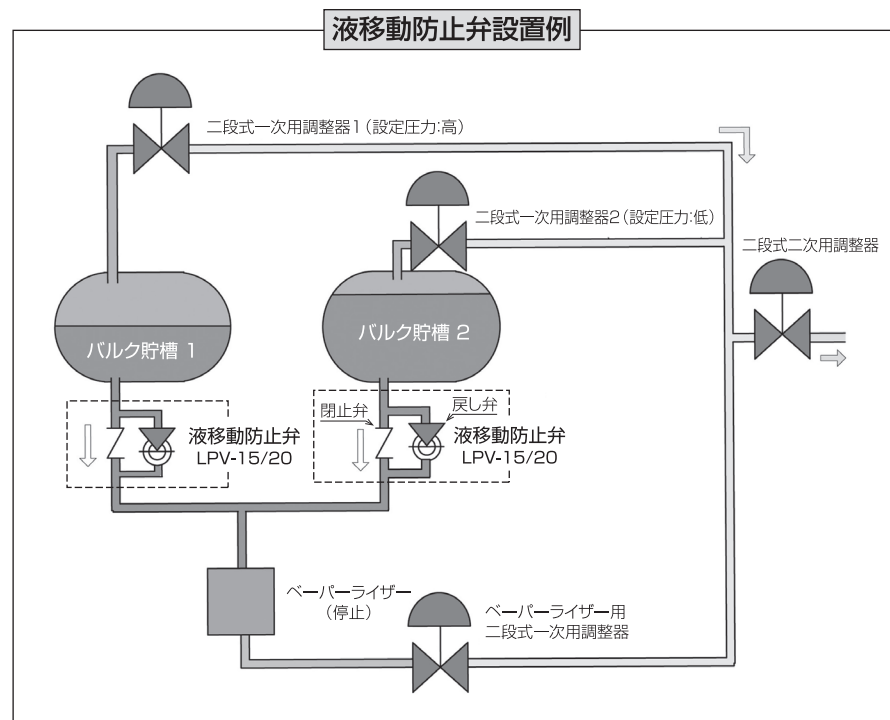 液移動防止弁設置例
二段式一次用調整器1(設定圧力:高)
二段式一次用調整器2(設定圧力:低)
二段式二次用調整器
バルク貯槽 1
バルク貯槽 2
閉止弁
戻し弁
液移動防止弁
LPV-15/20
液移動防止弁
LPV-15/20
ベーパーライザー
(停止)
ベーパーライザー用
二段式一次用調整器